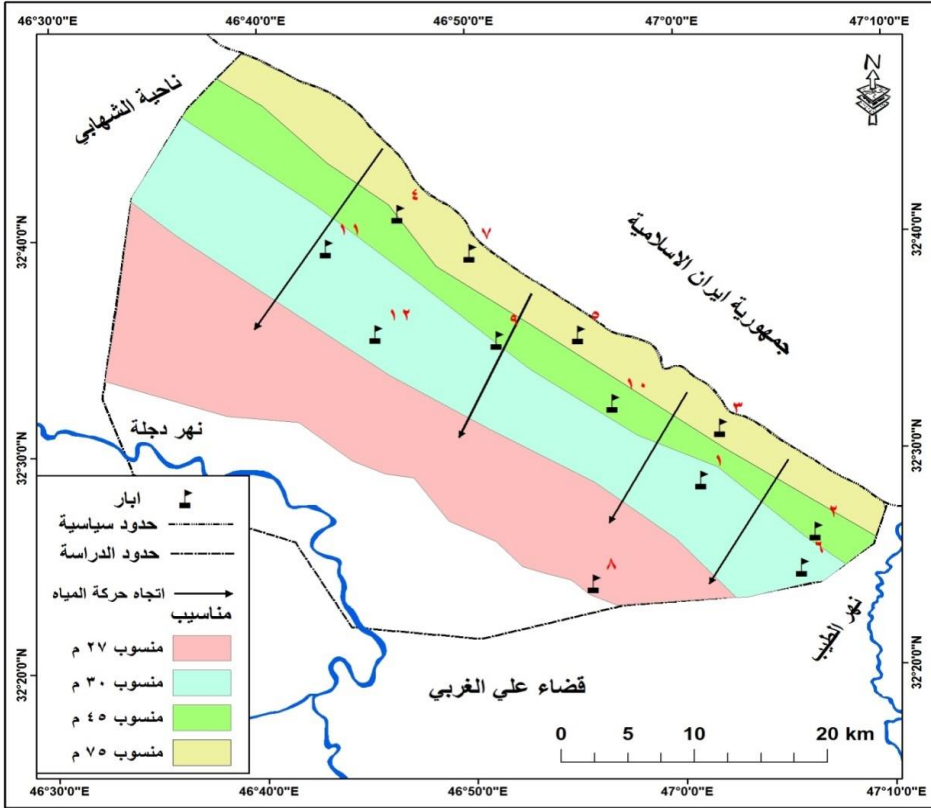 46°30'0"E
46°40'0"E
46°50'0"E
47°0'0"E
47°10'0"E
ناحية الشهابي
N
32°40'0"N
32°40'0"N
٤
٧
١١
جمهورية ايران الاسلامية
١٢
٩
٥
١٠
٣
نهر دجلة
32°30'0"N
32°30'0"N
١
٢
٦
٨
ابار
حدود سياسية
حدود الدراسة
اتجاه حركة المياه
مناسيب
منسوب ٢٧ م
منسوب ٣٠ م
منسوب ٤٥ م
منسوب ٧٥ م
نهر الطيب
32°20'0"N
32°20'0"N
قضاء علي الغربي
0 5 10 20 km
46°30'0"E
46°40'0"E
46°50'0"E
47°0'0"E
47°10'0"E